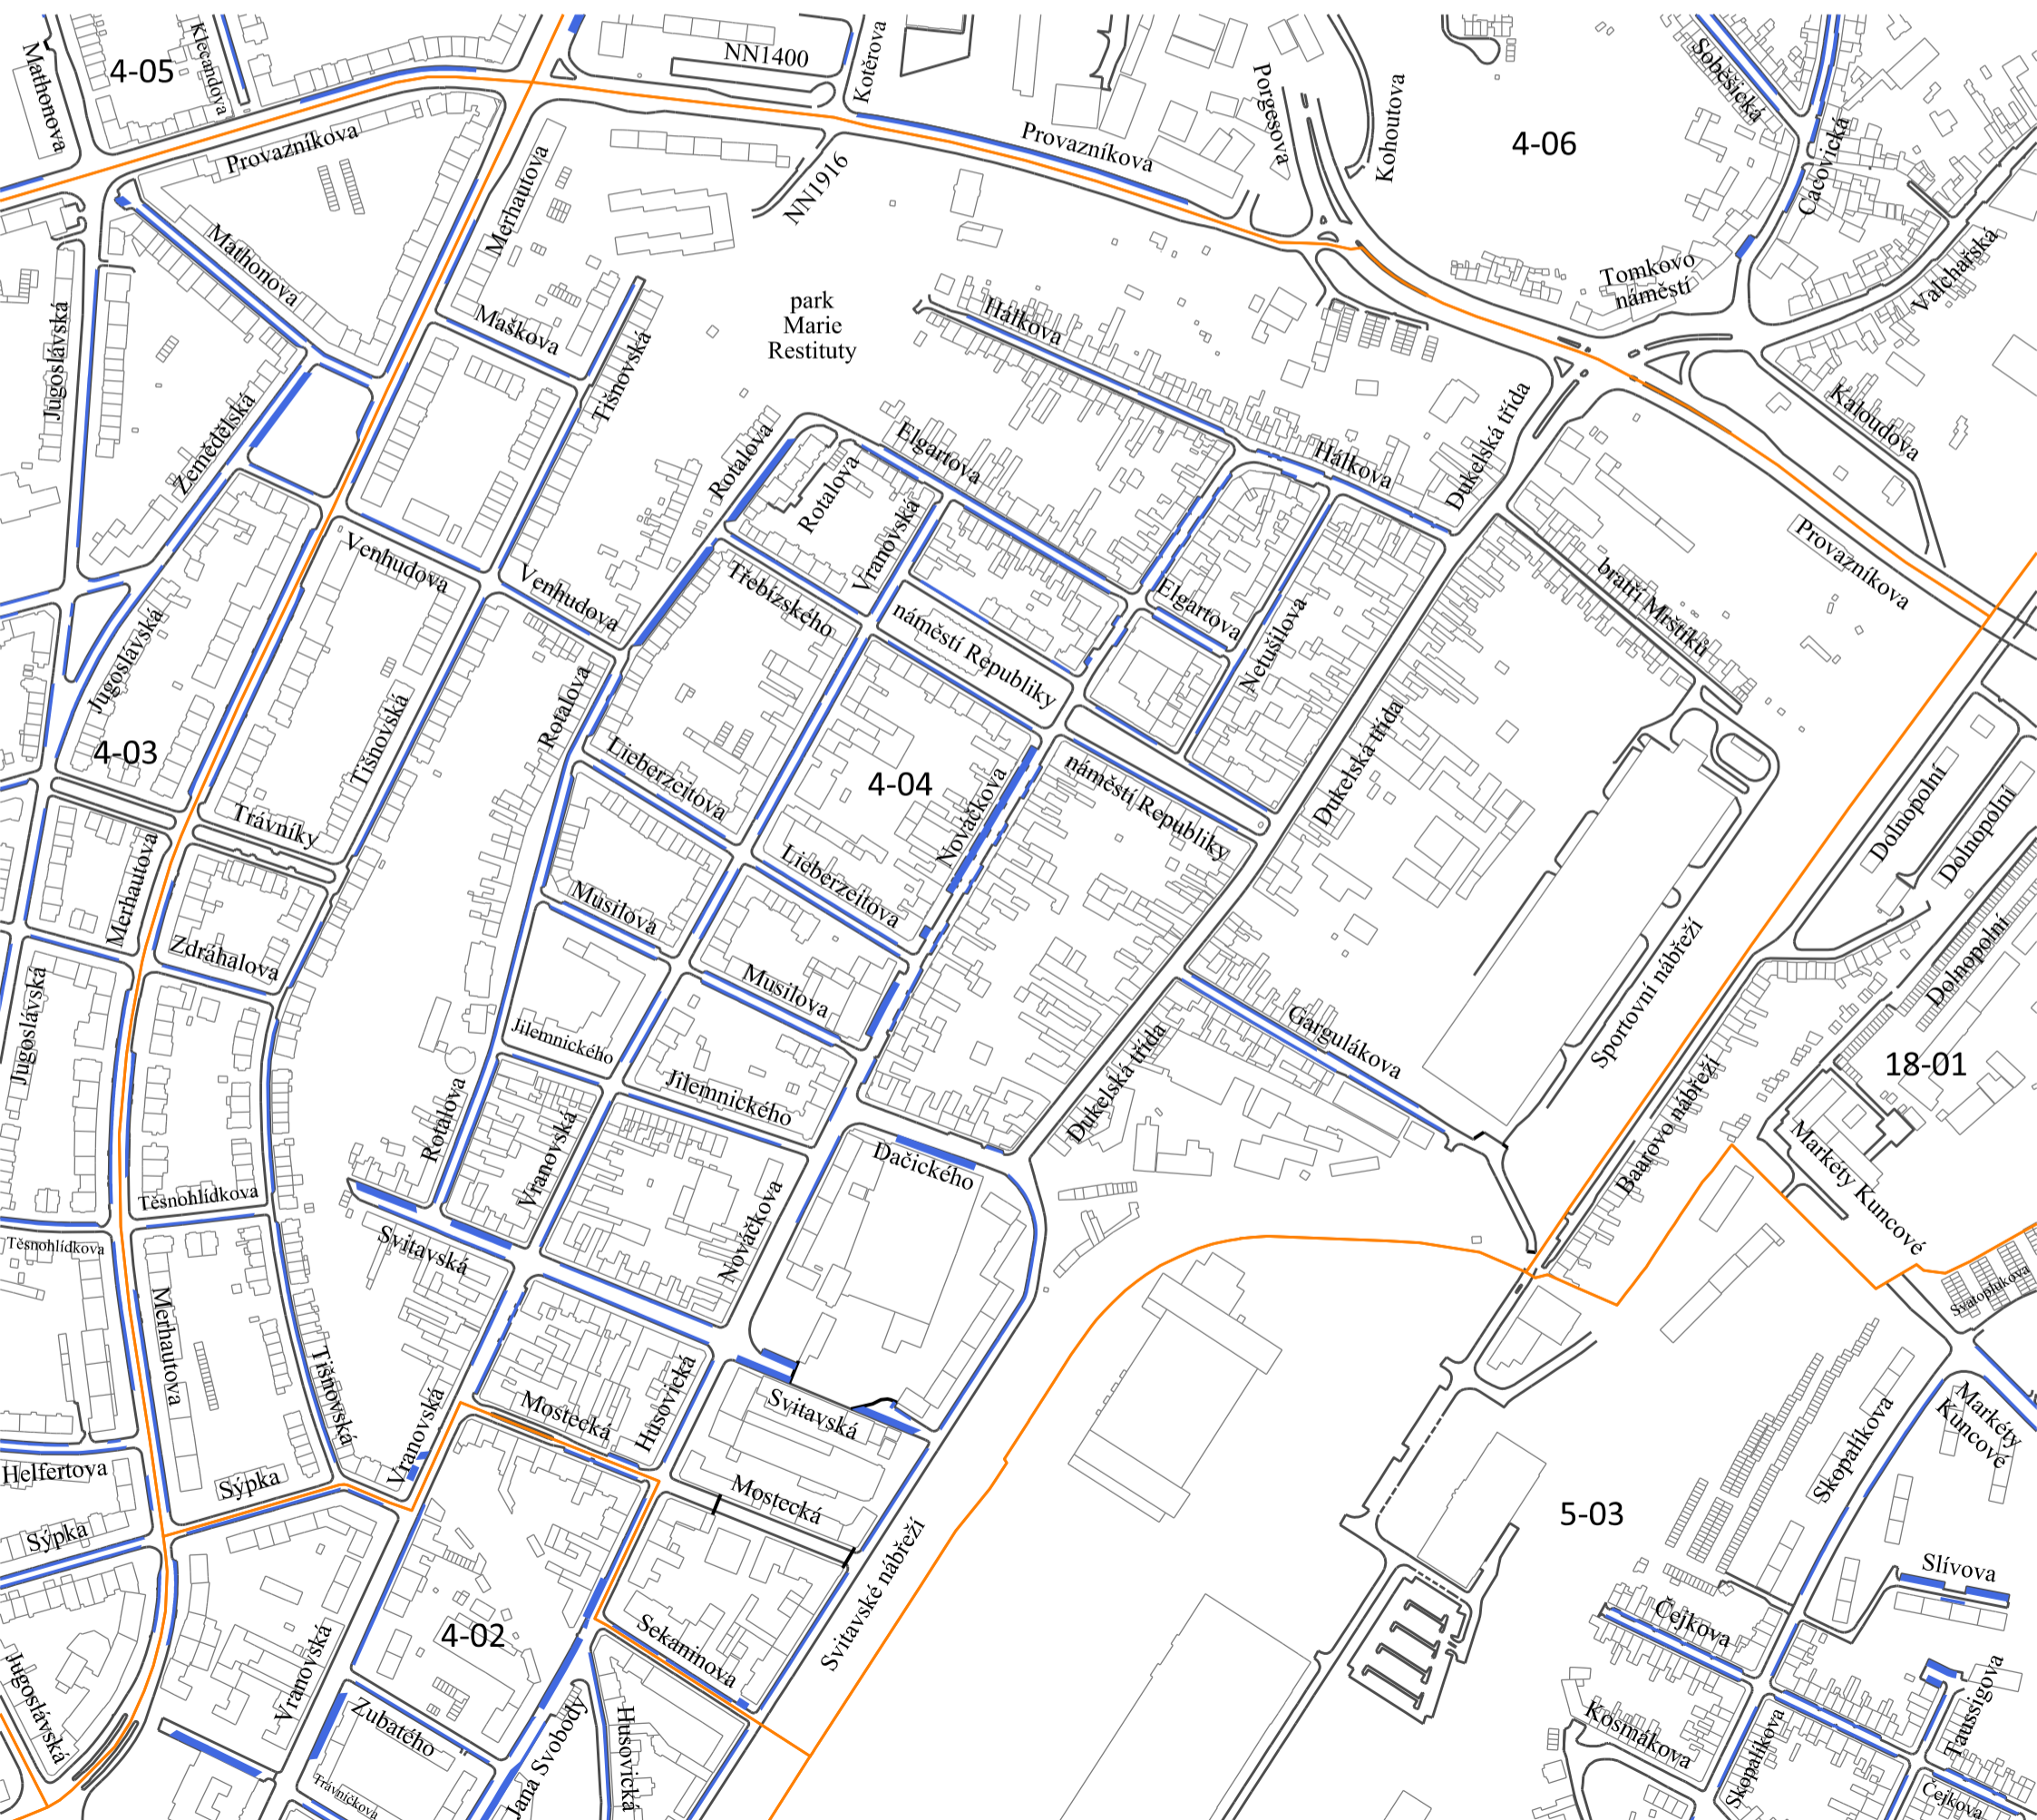 Mathonova
4-05
Klecandova
NN1400
Kotěrova
Porgesova
Kohoutova
4-06
Soběšická
Cacovická
Provazníkova
Merhautova
NN1916
Provazníkova
Valchařská
Tomkovo
náměstí
Mathonova
Jugoslávská
Maškova
Tišnovská
park
Marie
Restituty
Hálkova
Kaloudova
Zemědělská
Rotalova
Rotalova
Elgartova
Hálkova
Dukelská třída
Vranovská
Venhudova
Venhudova
Třebízského
náměstí Republiky
Elgartova
Netušilova
bratří Mrštíků
Provazníkova
Jugoslávská
4-03
Tišnovská
Rotalova
Lieberzeitova
4-04
Nováčkova
náměstí Republiky
Dukelská třída
Dolnopolní
Dolnopolní
Trávníky
Merhautova
Lieberzeitova
Musilova
Zdráhalova
Musilova
Sportovní nábřeží
Dolnopolní
Jugoslávská
Jilemnického
Jilemnického
Gargulákova
Dukelská třída
18-01
Baarovo nábřeží
Markéty Kuncové
Rotalova
Vranovská
Dačického
Nováčkova
Těsnohlídkova
Těsnohlídkova
Svitavská
Svatoplukova
Merhautova
Tišnovská
Vranovská
Mostecká
Husovická
Svitavská
Markéty
Kuncové
Skopalíkova
Helfertova
Sýpka
Sýpka
Mostecká
5-03
Slívova
Svitavské nábřeží
4-02
Sekaninova
Čejkova
Jugoslávská
Vranovská
Zubatého
Trávníčkova
Jana Svobody
Husovická
Kosmákova
Skopalíkova
Taussigova
Čejkova